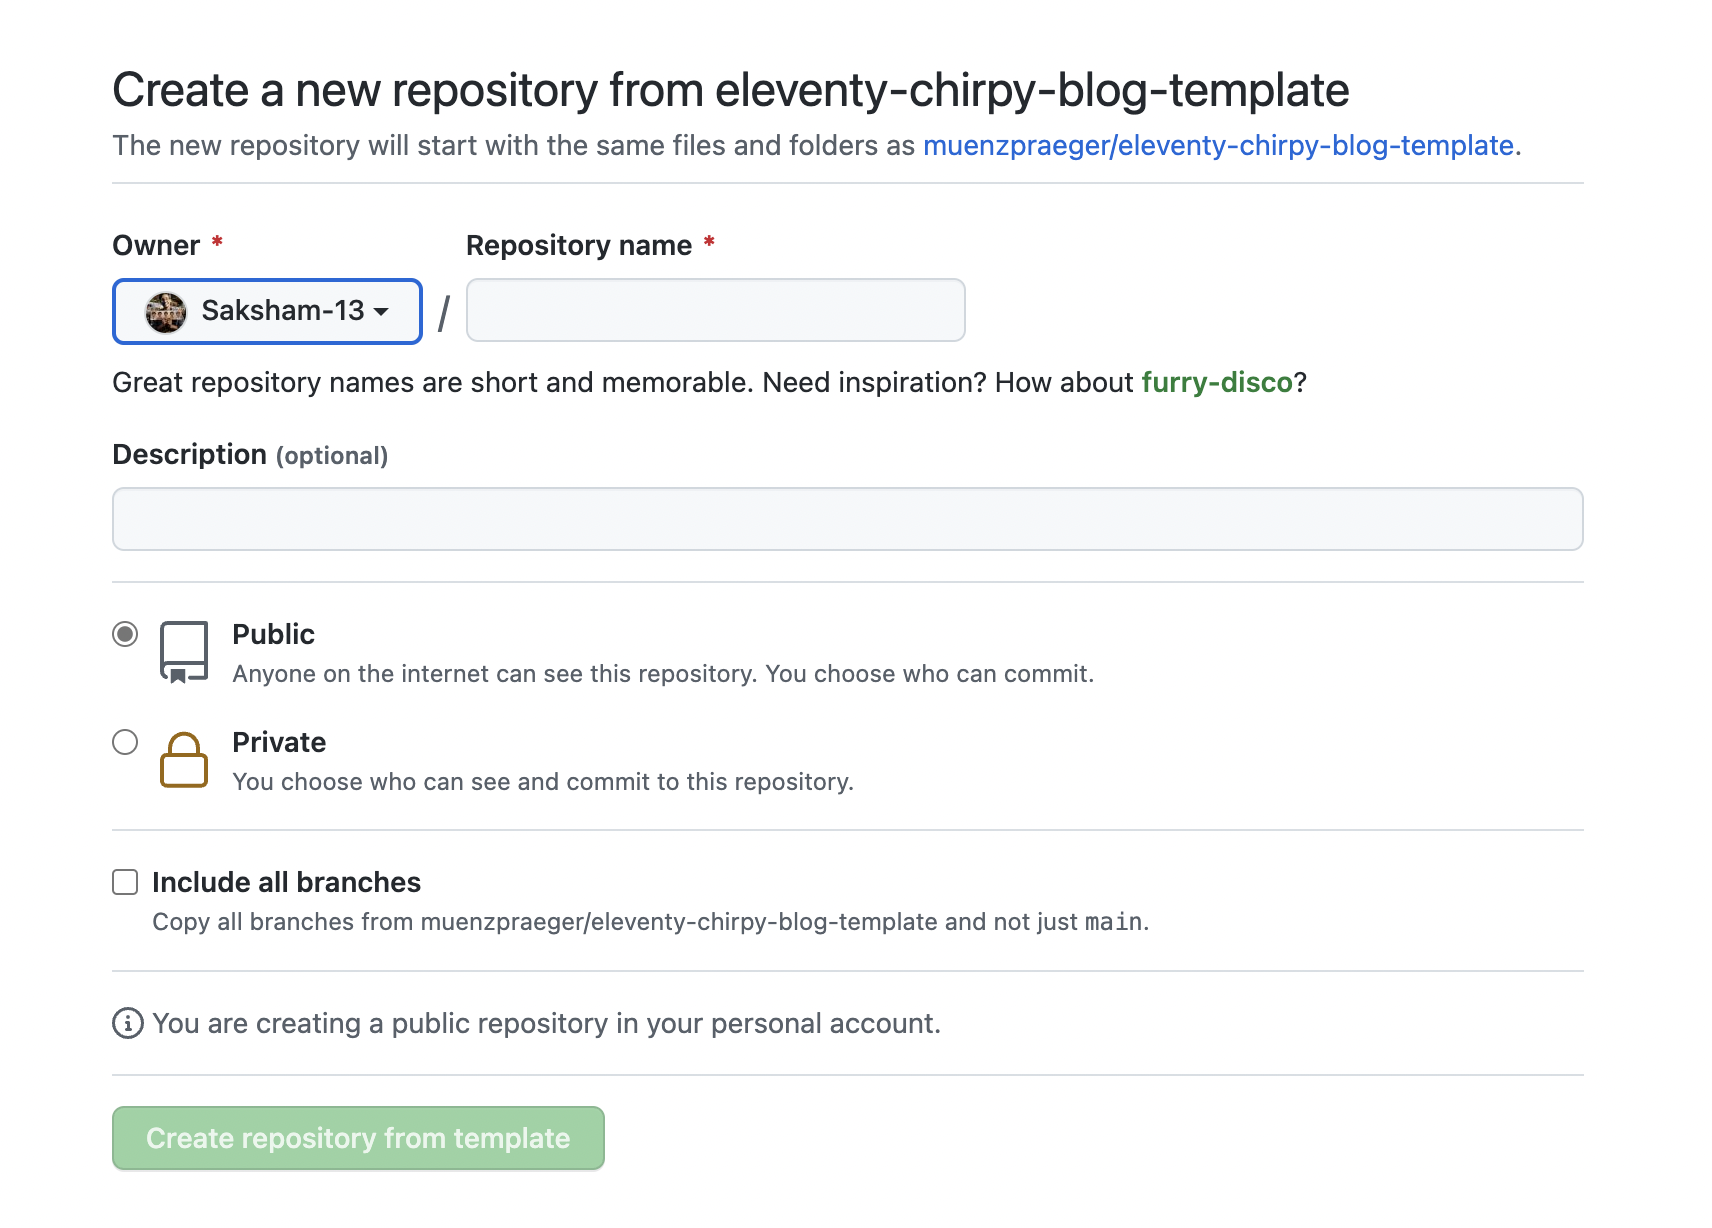 Create a new repository from eleventy-chirpy-blog-template
The new repository will start with the same files and folders as muenzpraeger/eleventy-chirpy-blog-template.
Owner *
Repository name *
Saksham-13 /
Great repository names are short and memorable. Need inspiration? How about furry-disco?
Description (optional)
Public
Anyone on the internet can see this repository. You choose who can commit.
Private
You choose who can see and commit to this repository.
Include all branches
Copy all branches from muenzpraeger/eleventy-chirpy-blog-template and not just main.
You are creating a public repository in your personal account.
Create repository from template